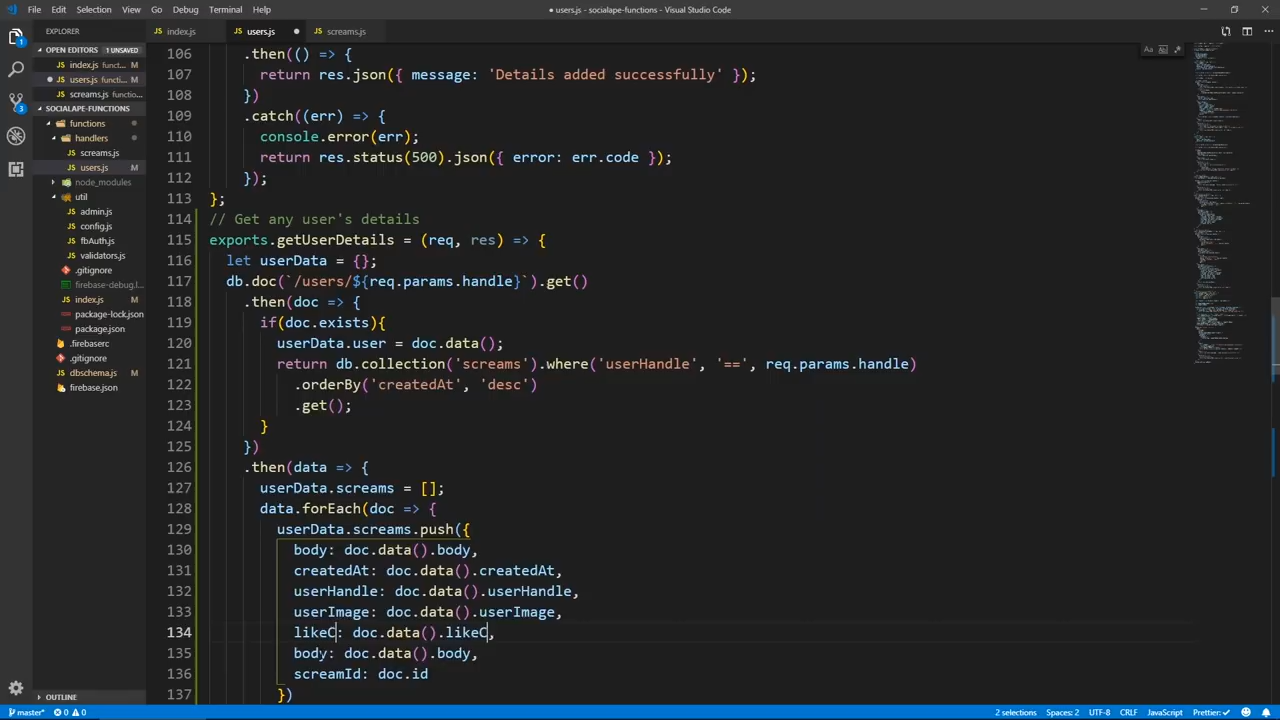 File Edit Selection View Go Debug Terminal Help
● users.js - socialape-functions - Visual Studio Code
EXPLORER
index.js
users.js
screams.js
OPEN EDITORS 1 UNSAVED
index.js functi...
users.js functi...
screams.js functio...
SOCIALAPE-FUNCTIONS
functions
handlers
screams.js
users.js M
node_modules
util
admin.js
config.js
fbAuth.js
validators.js
.gitignore
firebase-debug.l...
index.js M
package-lock.json
package.json
.firebaserc
.gitignore
dbschema.js M
firebase.json
OUTLINE
Aa
106 .then(() => {
107 return res.json({ message: 'Details added successfully' });
108 })
109 .catch((err) => {
110 console.error(err);
111 return res.status(500).json({ error: err.code });
112 });
113 };
114 // Get any user's details
115 exports.getUserDetails = (req, res) => {
116 let userData = {};
117 db.doc(`/users/${req.params.handle}`).get()
118 .then(doc => {
119 if(doc.exists){
120 userData.user = doc.data();
121 return db.collection('screams').where('userHandle', '==', req.params.handle)
122 .orderBy('createdAt', 'desc')
123 .get();
124 }
125 })
126 .then(data => {
127 userData.screams = [];
128 data.forEach(doc => {
129 userData.screams.push({
130 body: doc.data().body,
131 createdAt: doc.data().createdAt,
132 userHandle: doc.data().userHandle,
133 userImage: doc.data().userImage,
134 likeC: doc.data().likeC,
135 body: doc.data().body,
136 screamId: doc.id
137 })
master* 0 0
2 selections Spaces: 2 UTF-8 CRLF JavaScript Prettier: ✓